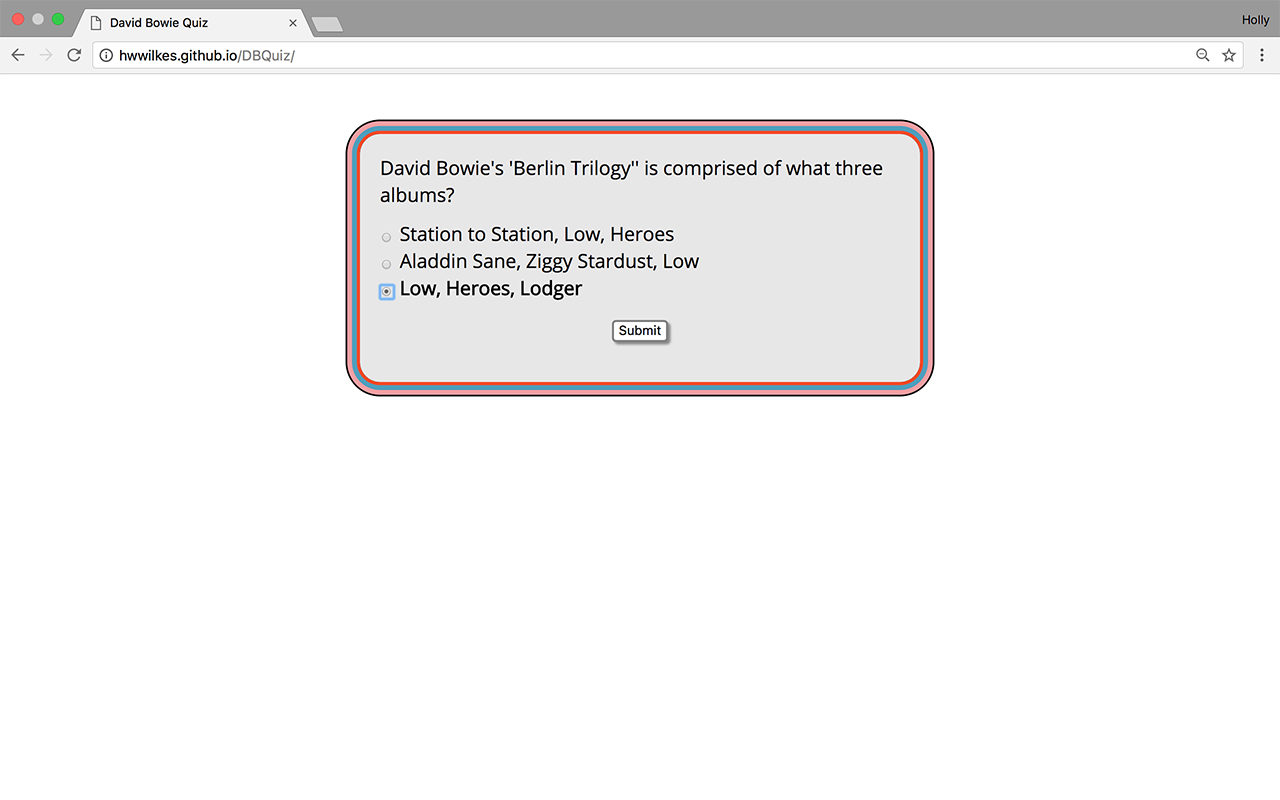 David Bowie Quiz
Holly
hwwilkes.github.io/DBQuiz/
David Bowie's 'Berlin Trilogy'' is comprised of what three
albums?
Station to Station, Low, Heroes
Aladdin Sane, Ziggy Stardust, Low
Low, Heroes, Lodger
Submit